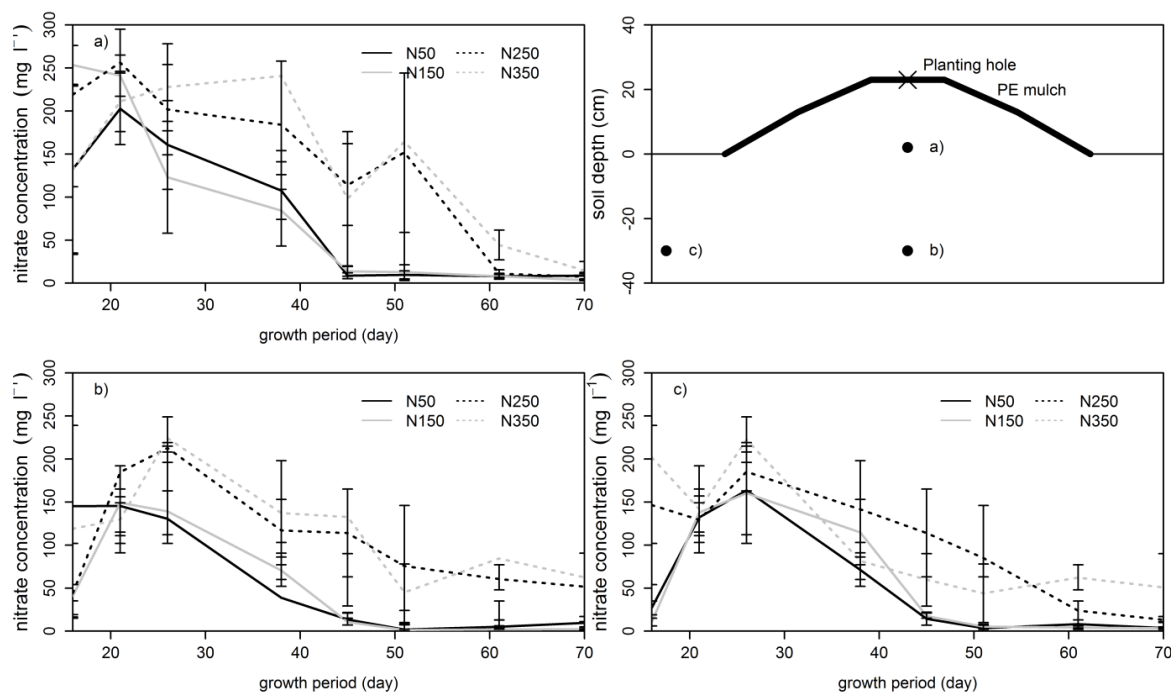 a)
N50
N150
N250
N350
nitrate concentration (mg l⁻¹)
0
50
100
150
200
250
300
20
30
40
50
60
70
growth period (day)
Planting hole
PE mulch
a)
b)
c)
soil depth (cm)
-40
-20
0
20
40
b)
N50
N150
N250
N350
nitrate concentration (mg l⁻¹)
0
50
100
150
200
250
300
20
30
40
50
60
70
growth period (day)
c)
N50
N150
N250
N350
nitrate concentration (mg l⁻¹)
0
50
100
150
200
250
300
20
30
40
50
60
70
growth period (day)